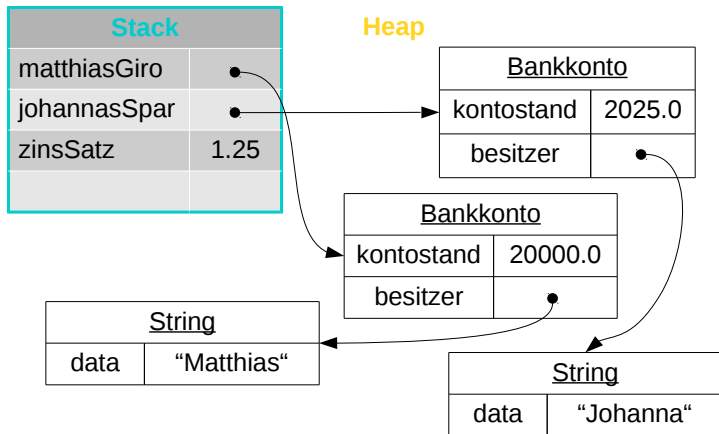 Stack
Heap
matthiasGiro
johannasSpar
zinsSatz 1.25
Bankkonto
kontostand 2025.0
besitzer
Bankkonto
kontostand 20000.0
besitzer
String
data “Matthias“
String
data “Johanna“